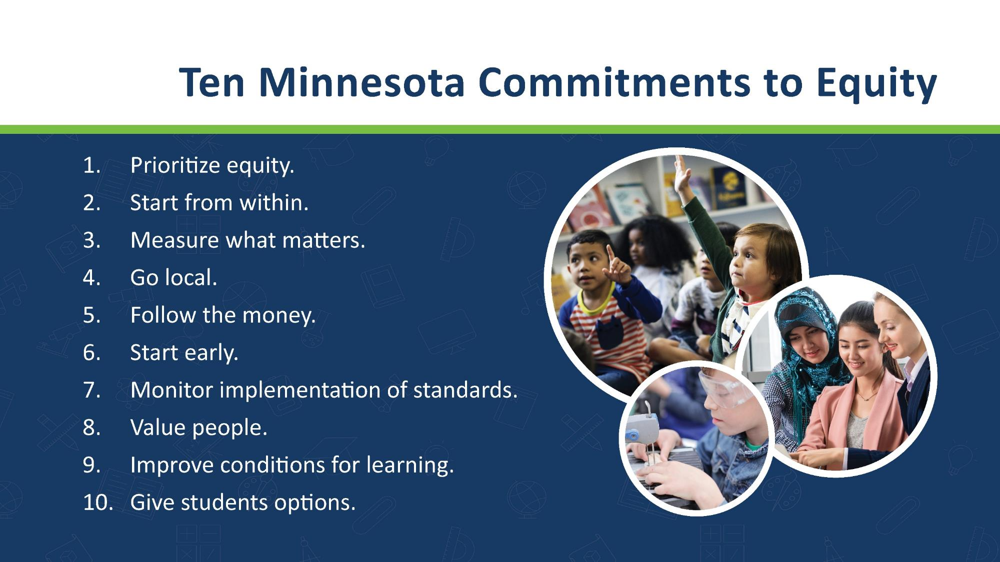 Ten Minnesota Commitments to Equity
1. Prioritize equity.
2. Start from within.
3. Measure what matters.
4. Go local.
5. Follow the money.
6. Start early.
7. Monitor implementation of standards.
8. Value people.
9. Improve conditions for learning.
10. Give students options.